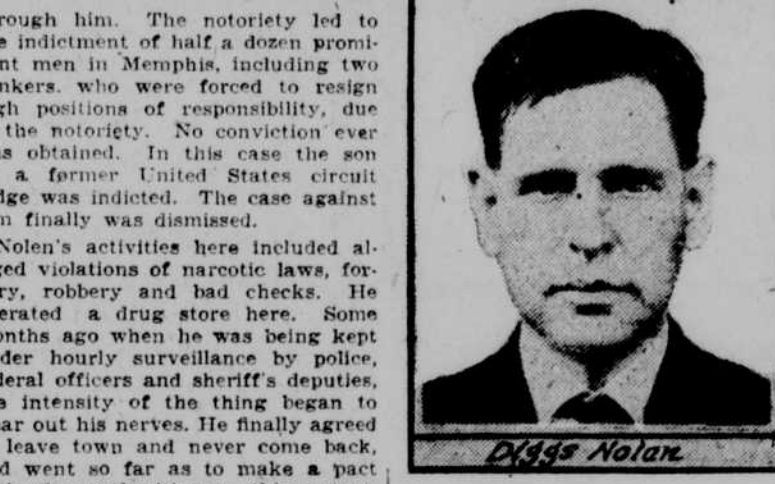 rough him. The notoriety led to
e indictment of half a dozen promi-
nt men in Memphis, including two
nkers. who were forced to resign
gh positions of responsibility, due
the notoriety. No conviction ever
as obtained. In this case the son
a former United States circuit
dge was indicted. The case against
m finally was dismissed.
Nolen's activities here included al-
ged violations of narcotic laws, for-
ry, robbery and bad checks. He
erated a drug store here. Some
onths ago when he was being kept
der hourly surveillance by police,
deral officers and sheriff's deputies,
e intensity of the thing began to
ear out his nerves. He finally agreed
leave town and never come back,
d went so far as to make a pact
Diggs Nolan